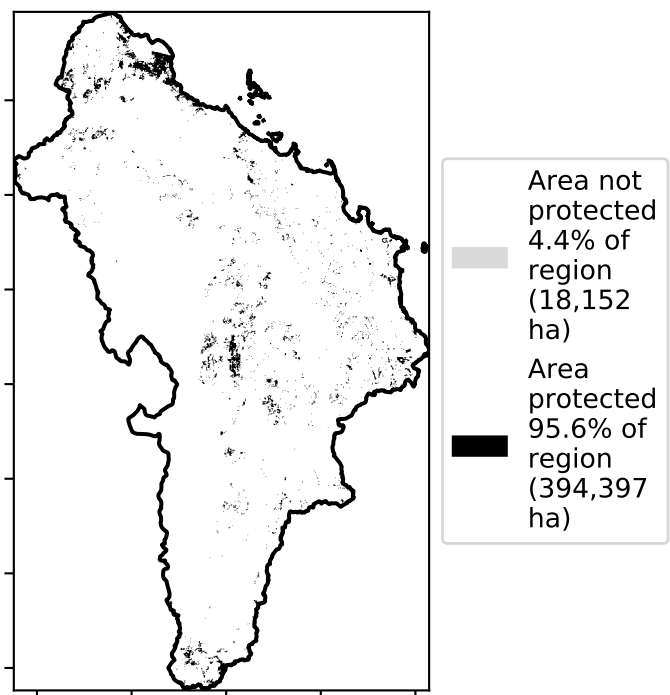 Area not
protected
4.4% of
region
(18,152
ha)
Area
protected
95.6% of
region
(394,397
ha)